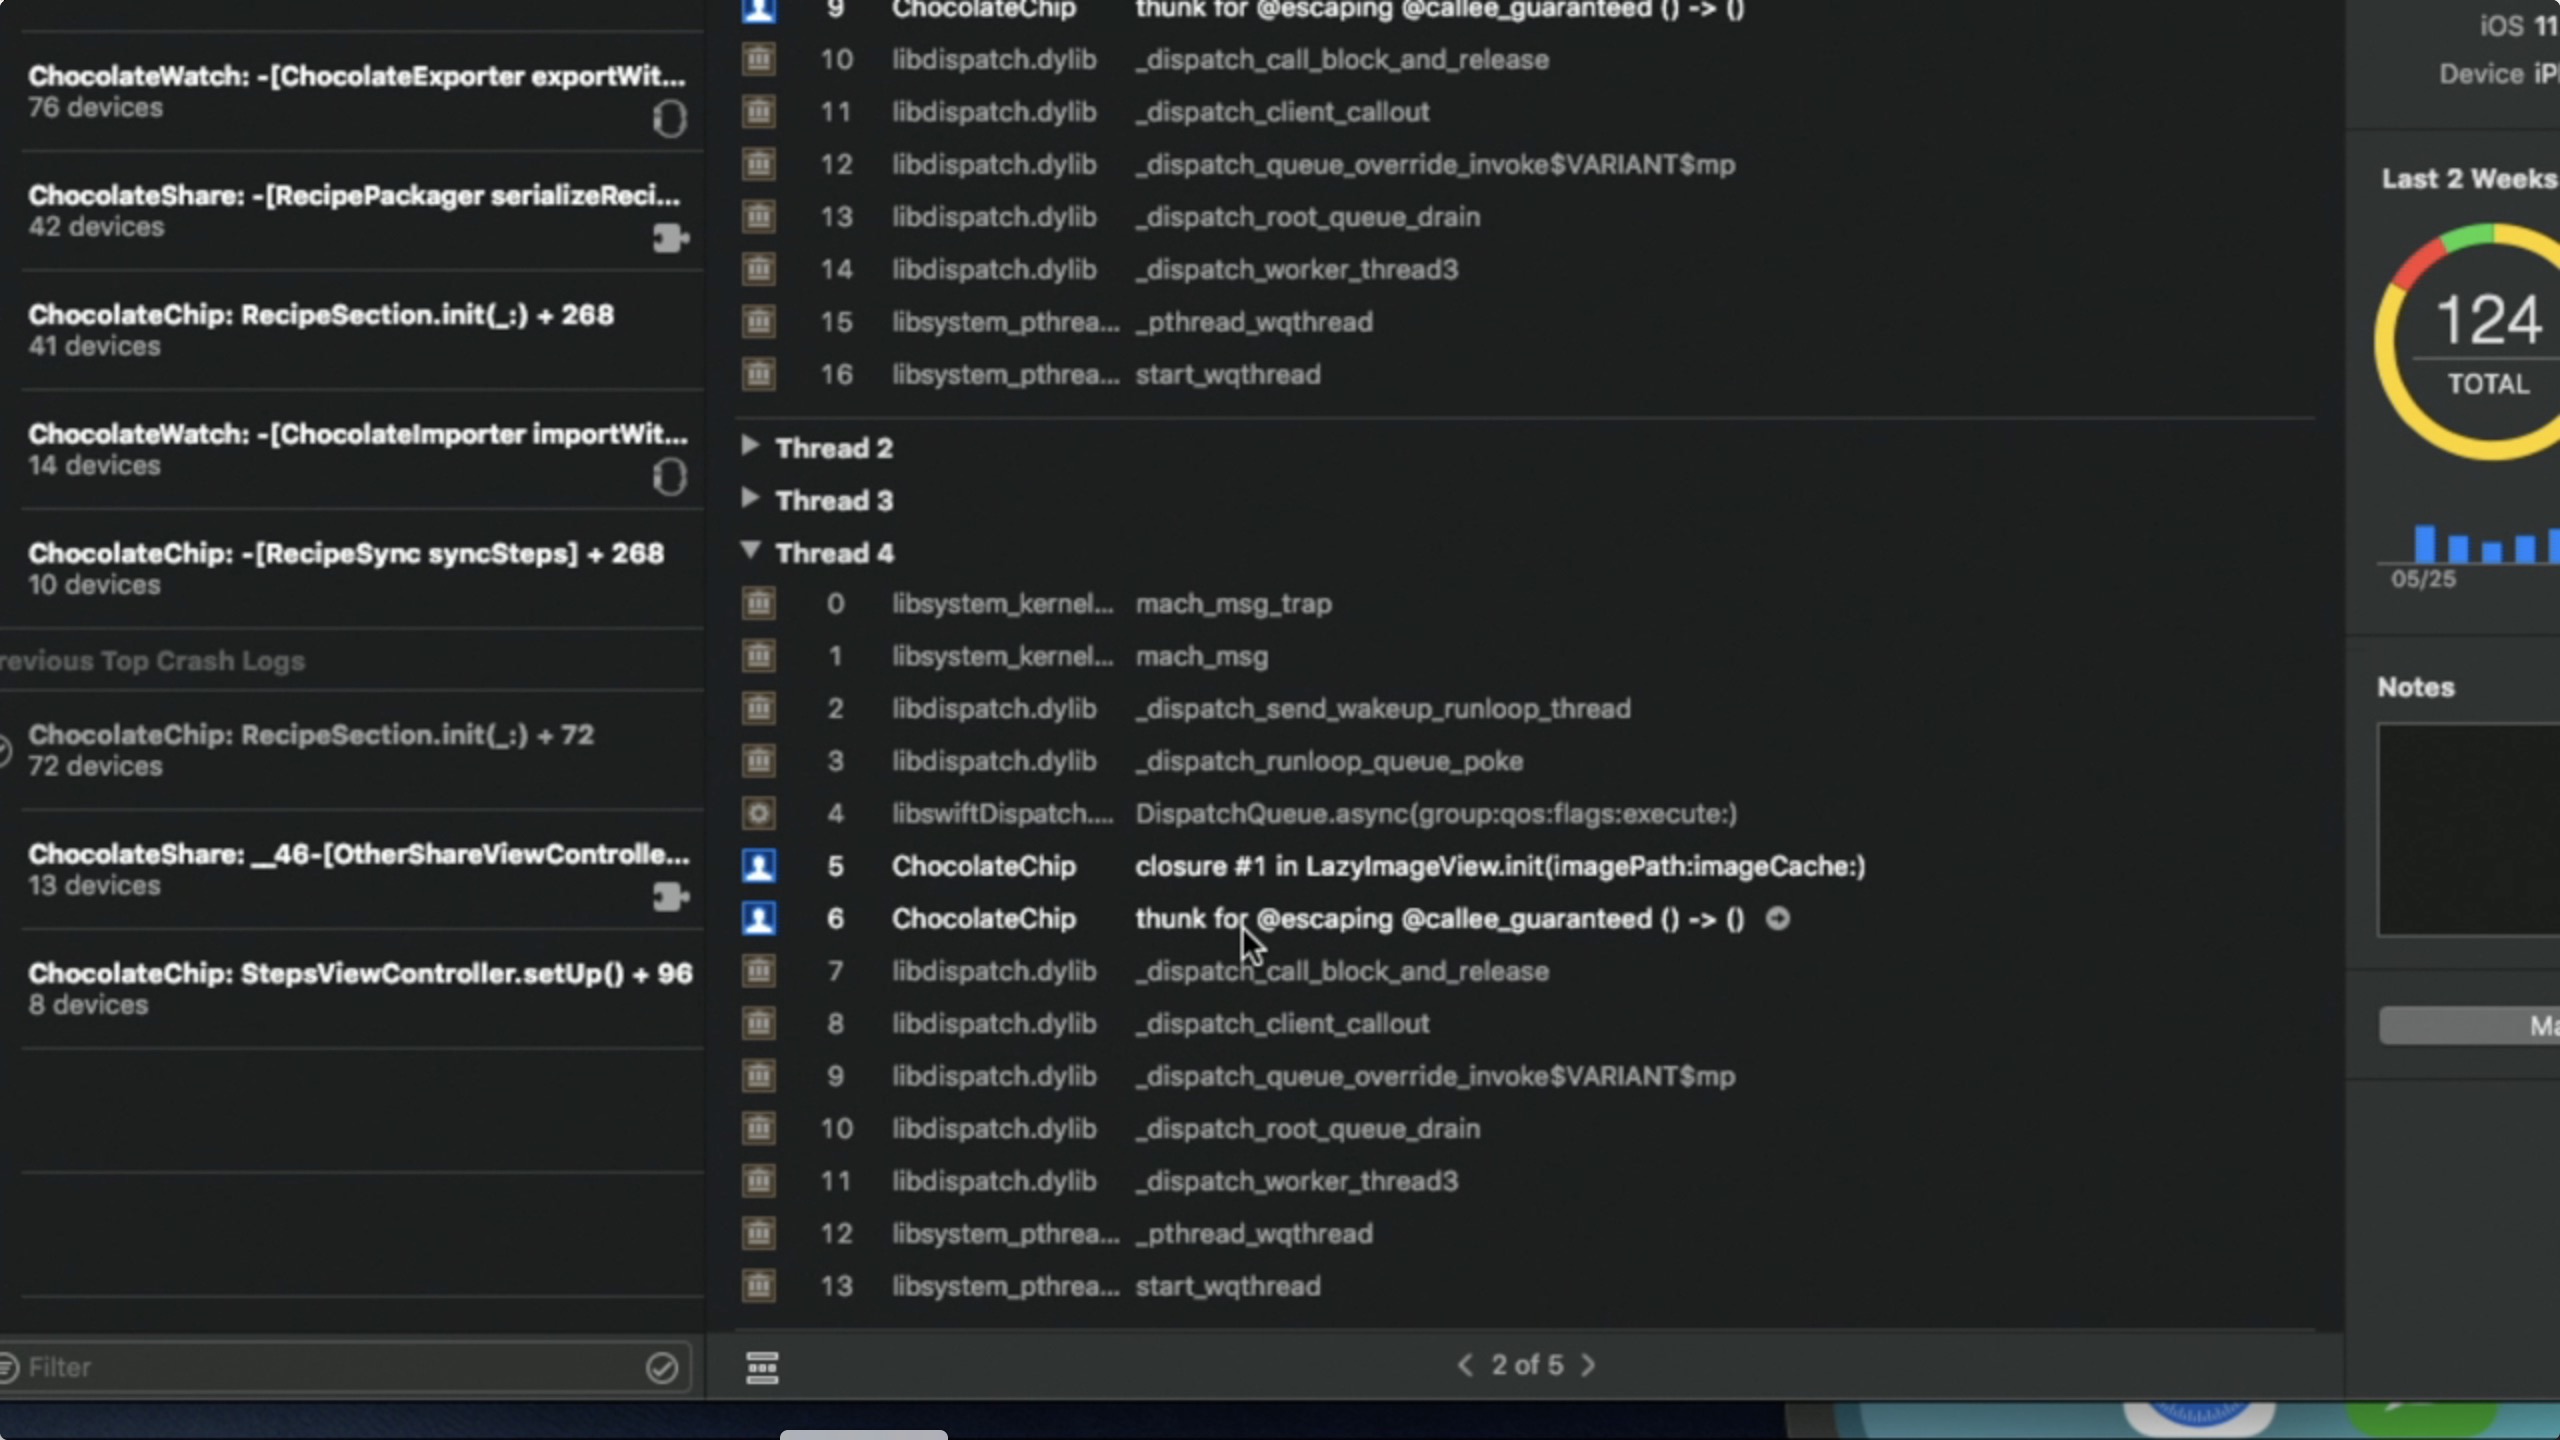 ChocolateWatch: -[ChocolateExporter exportWit...
76 devices
ChocolateShare: -[RecipePackager serializeReci...
42 devices
ChocolateChip: RecipeSection.init(_:) + 268
41 devices
ChocolateWatch: -[ChocolateImporter importWit...
14 devices
ChocolateChip: -[RecipeSync syncSteps] + 268
10 devices
revious Top Crash Logs
ChocolateChip: RecipeSection.init(_:) + 72
72 devices
ChocolateShare: __46-[OtherShareViewControlle...
13 devices
ChocolateChip: StepsViewController.setUp() + 96
8 devices
Filter
9 ChocolateChip thunk for @escaping @callee_guaranteed () -> ()
10 libdispatch.dylib _dispatch_call_block_and_release
11 libdispatch.dylib _dispatch_client_callout
12 libdispatch.dylib _dispatch_queue_override_invoke$VARIANT$mp
13 libdispatch.dylib _dispatch_root_queue_drain
14 libdispatch.dylib _dispatch_worker_thread3
15 libsystem_pthrea... _pthread_wqthread
16 libsystem_pthrea... start_wqthread
Thread 2
Thread 3
Thread 4
0 libsystem_kernel... mach_msg_trap
1 libsystem_kernel... mach_msg
2 libdispatch.dylib _dispatch_send_wakeup_runloop_thread
3 libdispatch.dylib _dispatch_runloop_queue_poke
4 libswiftDispatch.... DispatchQueue.async(group:qos:flags:execute:)
5 ChocolateChip closure #1 in LazyImageView.init(imagePath:imageCache:)
6 ChocolateChip thunk for @escaping @callee_guaranteed () -> ()
7 libdispatch.dylib _dispatch_call_block_and_release
8 libdispatch.dylib _dispatch_client_callout
9 libdispatch.dylib _dispatch_queue_override_invoke$VARIANT$mp
10 libdispatch.dylib _dispatch_root_queue_drain
11 libdispatch.dylib _dispatch_worker_thread3
12 libsystem_pthrea... _pthread_wqthread
13 libsystem_pthrea... start_wqthread
2 of 5
iOS 11
Device iP
Last 2 Weeks
124
TOTAL
05/25
Notes
Ma